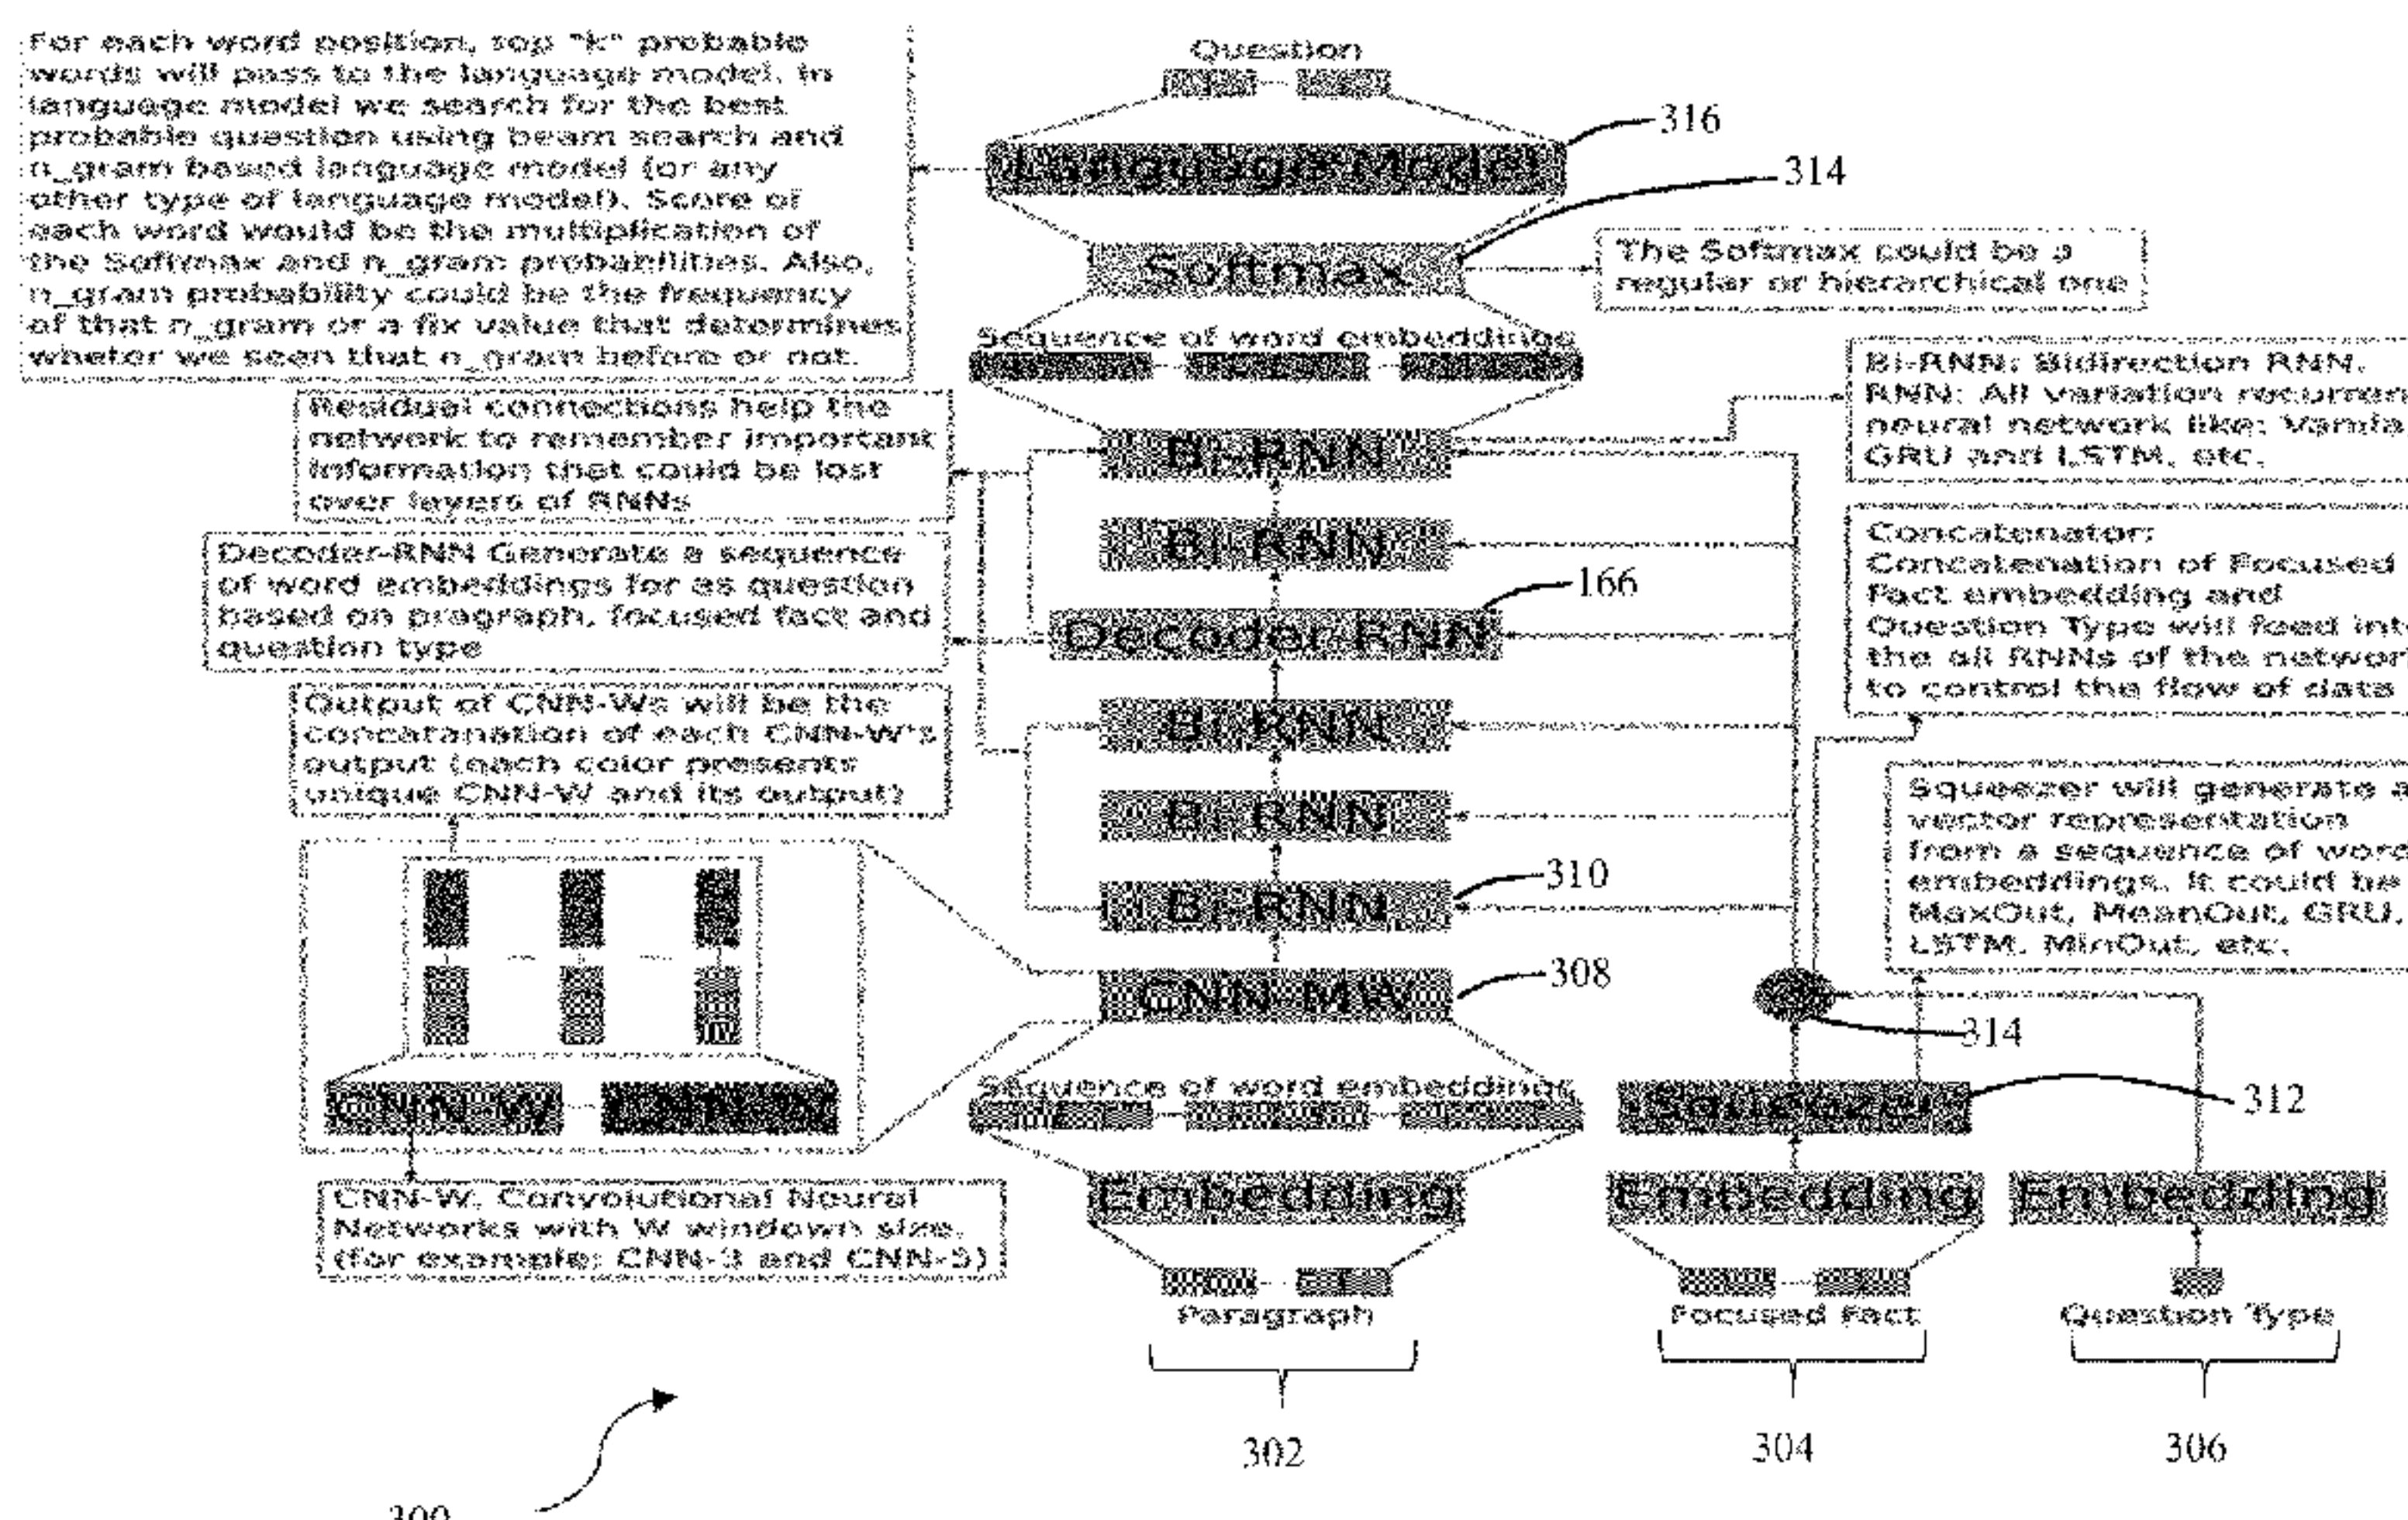 For each word position, top "k" probable
words will pass to the language model. In
language model we search for the best
probable question using beam search and
n_gram based language model (or any
other type of language model). Score of
each word would be the multiplication of
the Softmax and n_gram probabilities. Also,
n_gram probability could be the frequency
of that n_gram or a fix value that determines
wheter we seen that n_gram before or not.
Question
316
Language Model
314
Softmax
The Softmax could be a
regular or hierarchical one
Sequence of word embeddings
Residual connections help the
network to remember important
information that could be lost
over layers of RNNs
Bi-RNN
Bi-RNN: Bidirection RNN.
RNN: All variation recurren
neural network like: Vanila
GRU and LSTM, etc.
Bi-RNN
Decoder-RNN Generate a sequence
of word embeddings for as question
based on pragraph, focused fact and
question type
166
Decoder-RNN
Concatenator:
Concatenation of Focused
Fact embedding and
Question Type will feed into
the all RNNs of the networ
to control the flow of data
Output of CNN-Ws will be the
concatanation of each CNN-W's
output (each color presents
unique CNN-W and its output)
Bi-RNN
Bi-RNN
310
Bi-RNN
Squeezer will generate a
vector representation
from a sequence of word
embeddings. It could be
MaxOut, MeanOut, GRU,
LSTM, MinOut, etc.
308
CNN-MW
314
CNN-W
CNN-W
Sequence of word embeddings
Squeezer
312
CNN-W: Convolutional Neural
Networks with W windown size.
(for example: CNN-3 and CNN-5)
Embedding
Embedding
Embedding
Paragraph
Focused Fact
Question Type
302
304
306
300